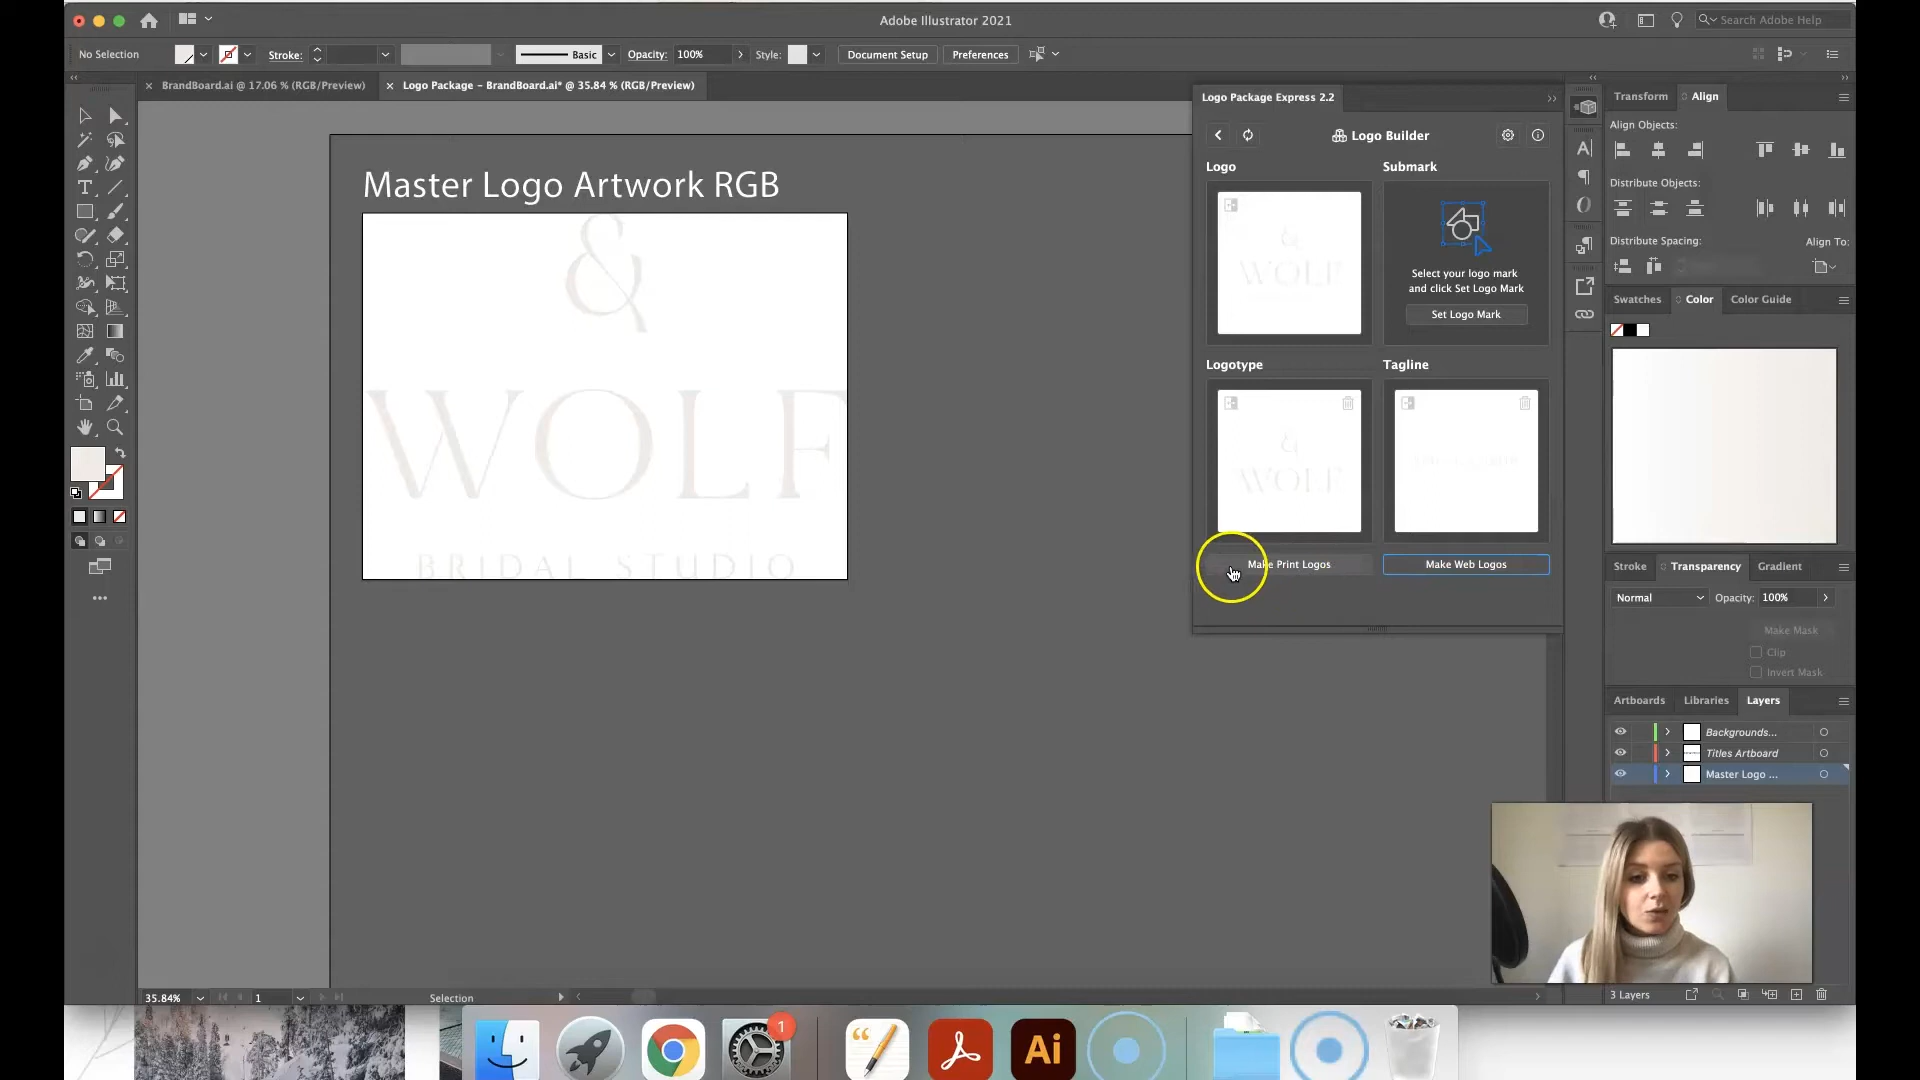 Adobe Illustrator 2021
Search Adobe Help
No Selection
Stroke:
Basic
Opacity: 100%
Style:
Document Setup
Preferences
BrandBoard.ai @ 17.06 % (RGB/Preview)
Logo Package – BrandBoard.ai* @ 35.84 % (RGB/Preview)
Master Logo Artwork RGB
&
WOLF
BRIDAL STUDIO
Logo Package Express 2.2
Logo Builder
Logo
Submark
&
WOLF
Select your logo mark
and click Set Logo Mark
Set Logo Mark
Logotype
Tagline
&
WOLF
Make Print Logos
Make Web Logos
Transform
Align
Align Objects:
Distribute Objects:
Distribute Spacing:
Align To:
Swatches
Color
Color Guide
Stroke
Transparency
Gradient
Normal
Opacity: 100%
Make Mask
Clip
Invert Mask
Artboards
Libraries
Layers
Backgrounds...
Titles Artboard
Master Logo ...
3 Layers
35.84%
1
Selection
1
Ai